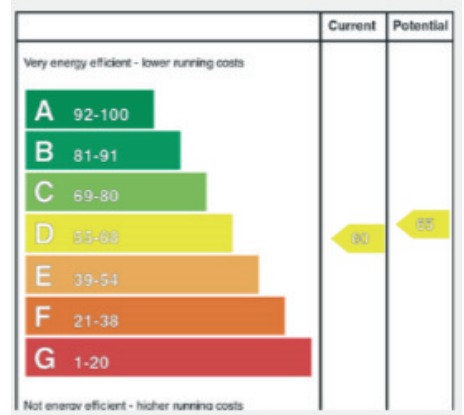 Current Potential
Very energy efficient - lower running costs
A 92-100
B 81-91
C 69-80
D 55-68
60
65
E 39-54
F 21-38
G 1-20
Not energy efficient - higher running costs